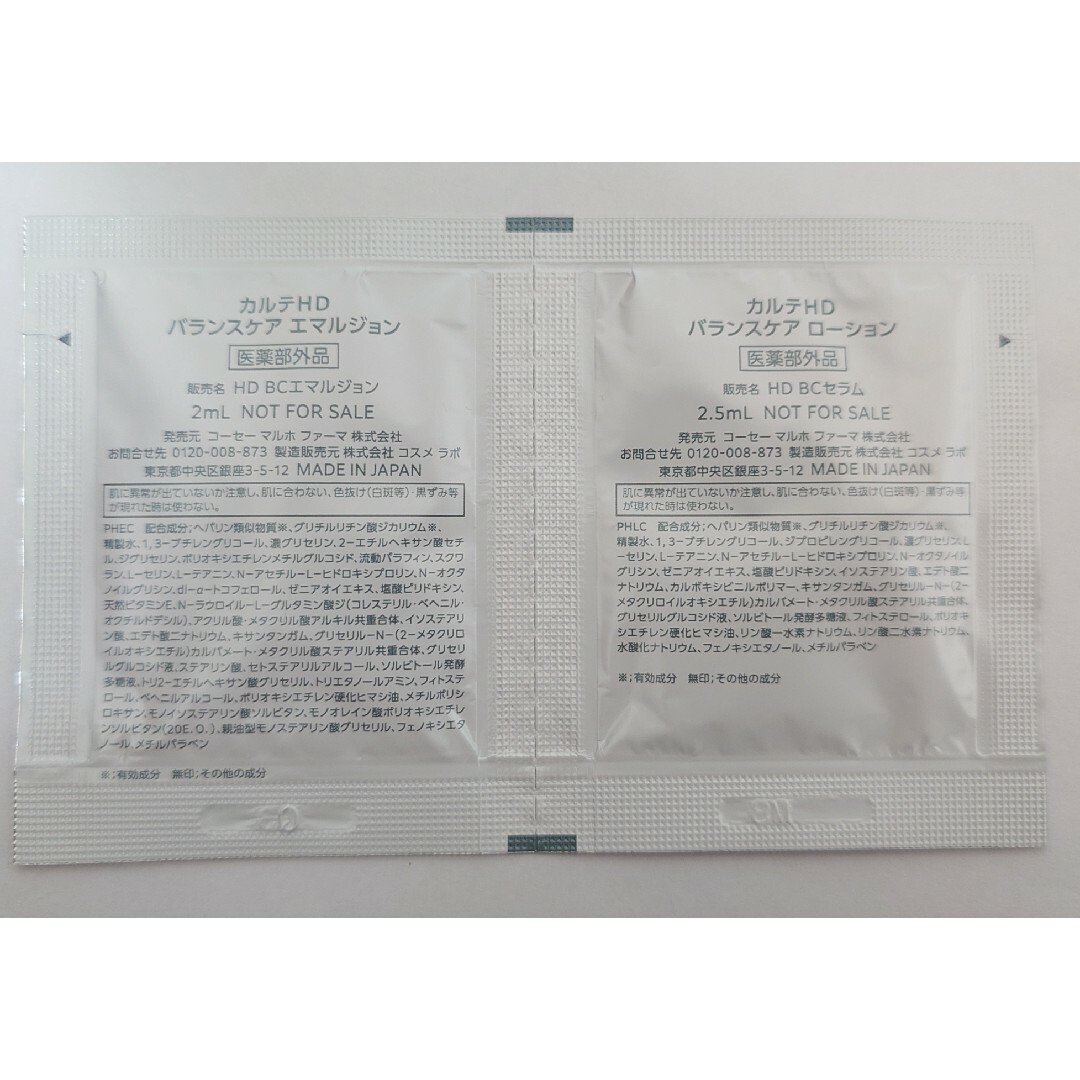 カルテHD
バランスケア エマルジョン
医薬部外品
販売名 HD BCエマルジョン
2mL NOT FOR SALE
発売元 コーセー マルホ ファーマ 株式会社
お問合せ先 0120-008-873 製造販売元 株式会社 コスメ ラボ
東京都中央区銀座3-5-12 MADE IN JAPAN
肌に異常が出ていないか注意し、肌に合わない、色抜け(白斑等)・黒ずみ等
が現れた時は使わない。
PHEC 配合成分;ヘパリン類似物質※、グリチルリチン酸ジカリウム※、
精製水、1,3-ブチレングリコール、濃グリセリン、2-エチルヘキサン酸セチ
ル、ジグリセリン、ポリオキシエチレンメチルグルコシド、流動パラフィン、スクワ
ラン、L-セリン、L-テアニン、N-アセチル-L-ヒドロキシプロリン、N-オクタ
ノイルグリシン、dl-αートコフェロール、ゼニアオイエキス、塩酸ピリドキシン、
天然ビタミンE、N-ラウロイル-L-グルタミン酸ジ(コレステリル・ベヘニル・
オクチルドデシル)、アクリル酸・メタクリル酸アルキル共重合体、イソステアリ
ン酸、エデト酸二ナトリウム、キサンタンガム、グリセリル-N-(2-メタクリロ
イルオキシエチル)カルバメート・メタクリル酸ステアリル共重合体、グリセリ
ルグルコシド液、ステアリン酸、セトステアリルアルコール、ソルビトール発酵
多糖液、トリ2-エチルヘキサン酸グリセリル、トリエタノールアミン、フィトステ
ロール、ベヘニルアルコール、ポリオキシエチレン硬化ヒマシ油、メチルポリシ
ロキサン、モノイソステアリン酸ソルビタン、モノオレイン酸ポリオキシエチレ
ンソルビタン(20E.O.)、親油型モノステアリン酸グリセリル、フェノキシエタ
ノール、メチルパラベン
※;有効成分 無印;その他の成分
カルテHD
バランスケア ローション
医薬部外品
販売名 HD BCセラム
2.5mL NOT FOR SALE
発売元 コーセー マルホ ファーマ 株式会社
お問合せ先 0120-008-873 製造販売元 株式会社 コスメ ラボ
東京都中央区銀座3-5-12 MADE IN JAPAN
肌に異常が出ていないか注意し、肌に合わない、色抜け(白斑等)・黒ずみ等
が現れた時は使わない。
PHLC 配合成分;ヘパリン類似物質※、グリチルリチン酸ジカリウム※、
精製水、1,3-ブチレングリコール、ジプロピレングリコール、濃グリセリン、L
-セリン、L-テアニン、N-アセチル-L-ヒドロキシプロリン、N-オクタノイル
グリシン、ゼニアオイエキス、塩酸ピリドキシン、イソステアリン酸、エデト酸二
ナトリウム、カルボキシビニルポリマー、キサンタンガム、グリセリル-N-(2-
メタクリロイルオキシエチル)カルバメート・メタクリル酸ステアリル共重合体、
グリセリルグルコシド液、ソルビトール発酵多糖液、フィトステロール、ポリオ
キシエチレン硬化ヒマシ油、リン酸一水素ナトリウム、リン酸二水素ナトリウム、
水酸化ナトリウム、フェノキシエタノール、メチルパラベン
※;有効成分 無印;その他の成分